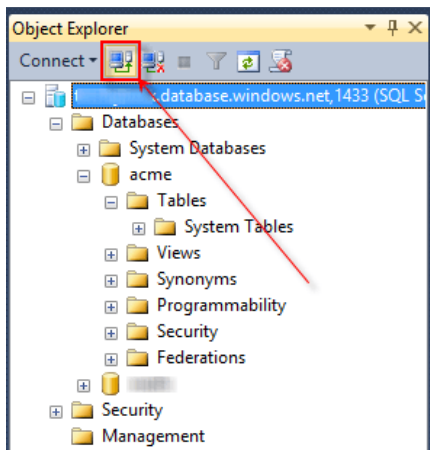 Object Explorer
Connect
.database.windows.net,1433 (SQL Se
Databases
System Databases
acme
Tables
System Tables
Views
Synonyms
Programmability
Security
Federations
Security
Management